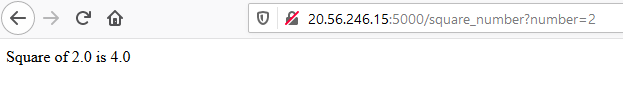 20.56.246.15:5000/square_number?number=2
Square of 2.0 is 4.0